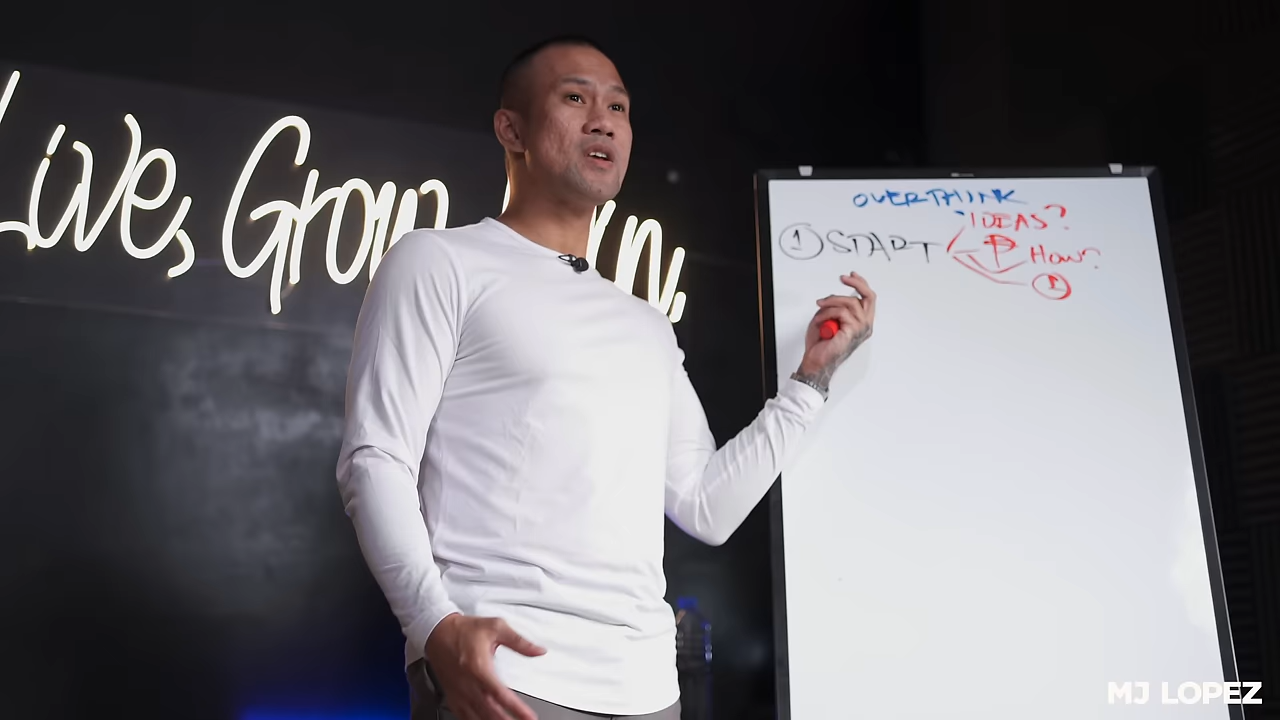 Live, Grow
OVERTHINK
• IDEAS?
① START
₱ How?
MJ LOPEZ